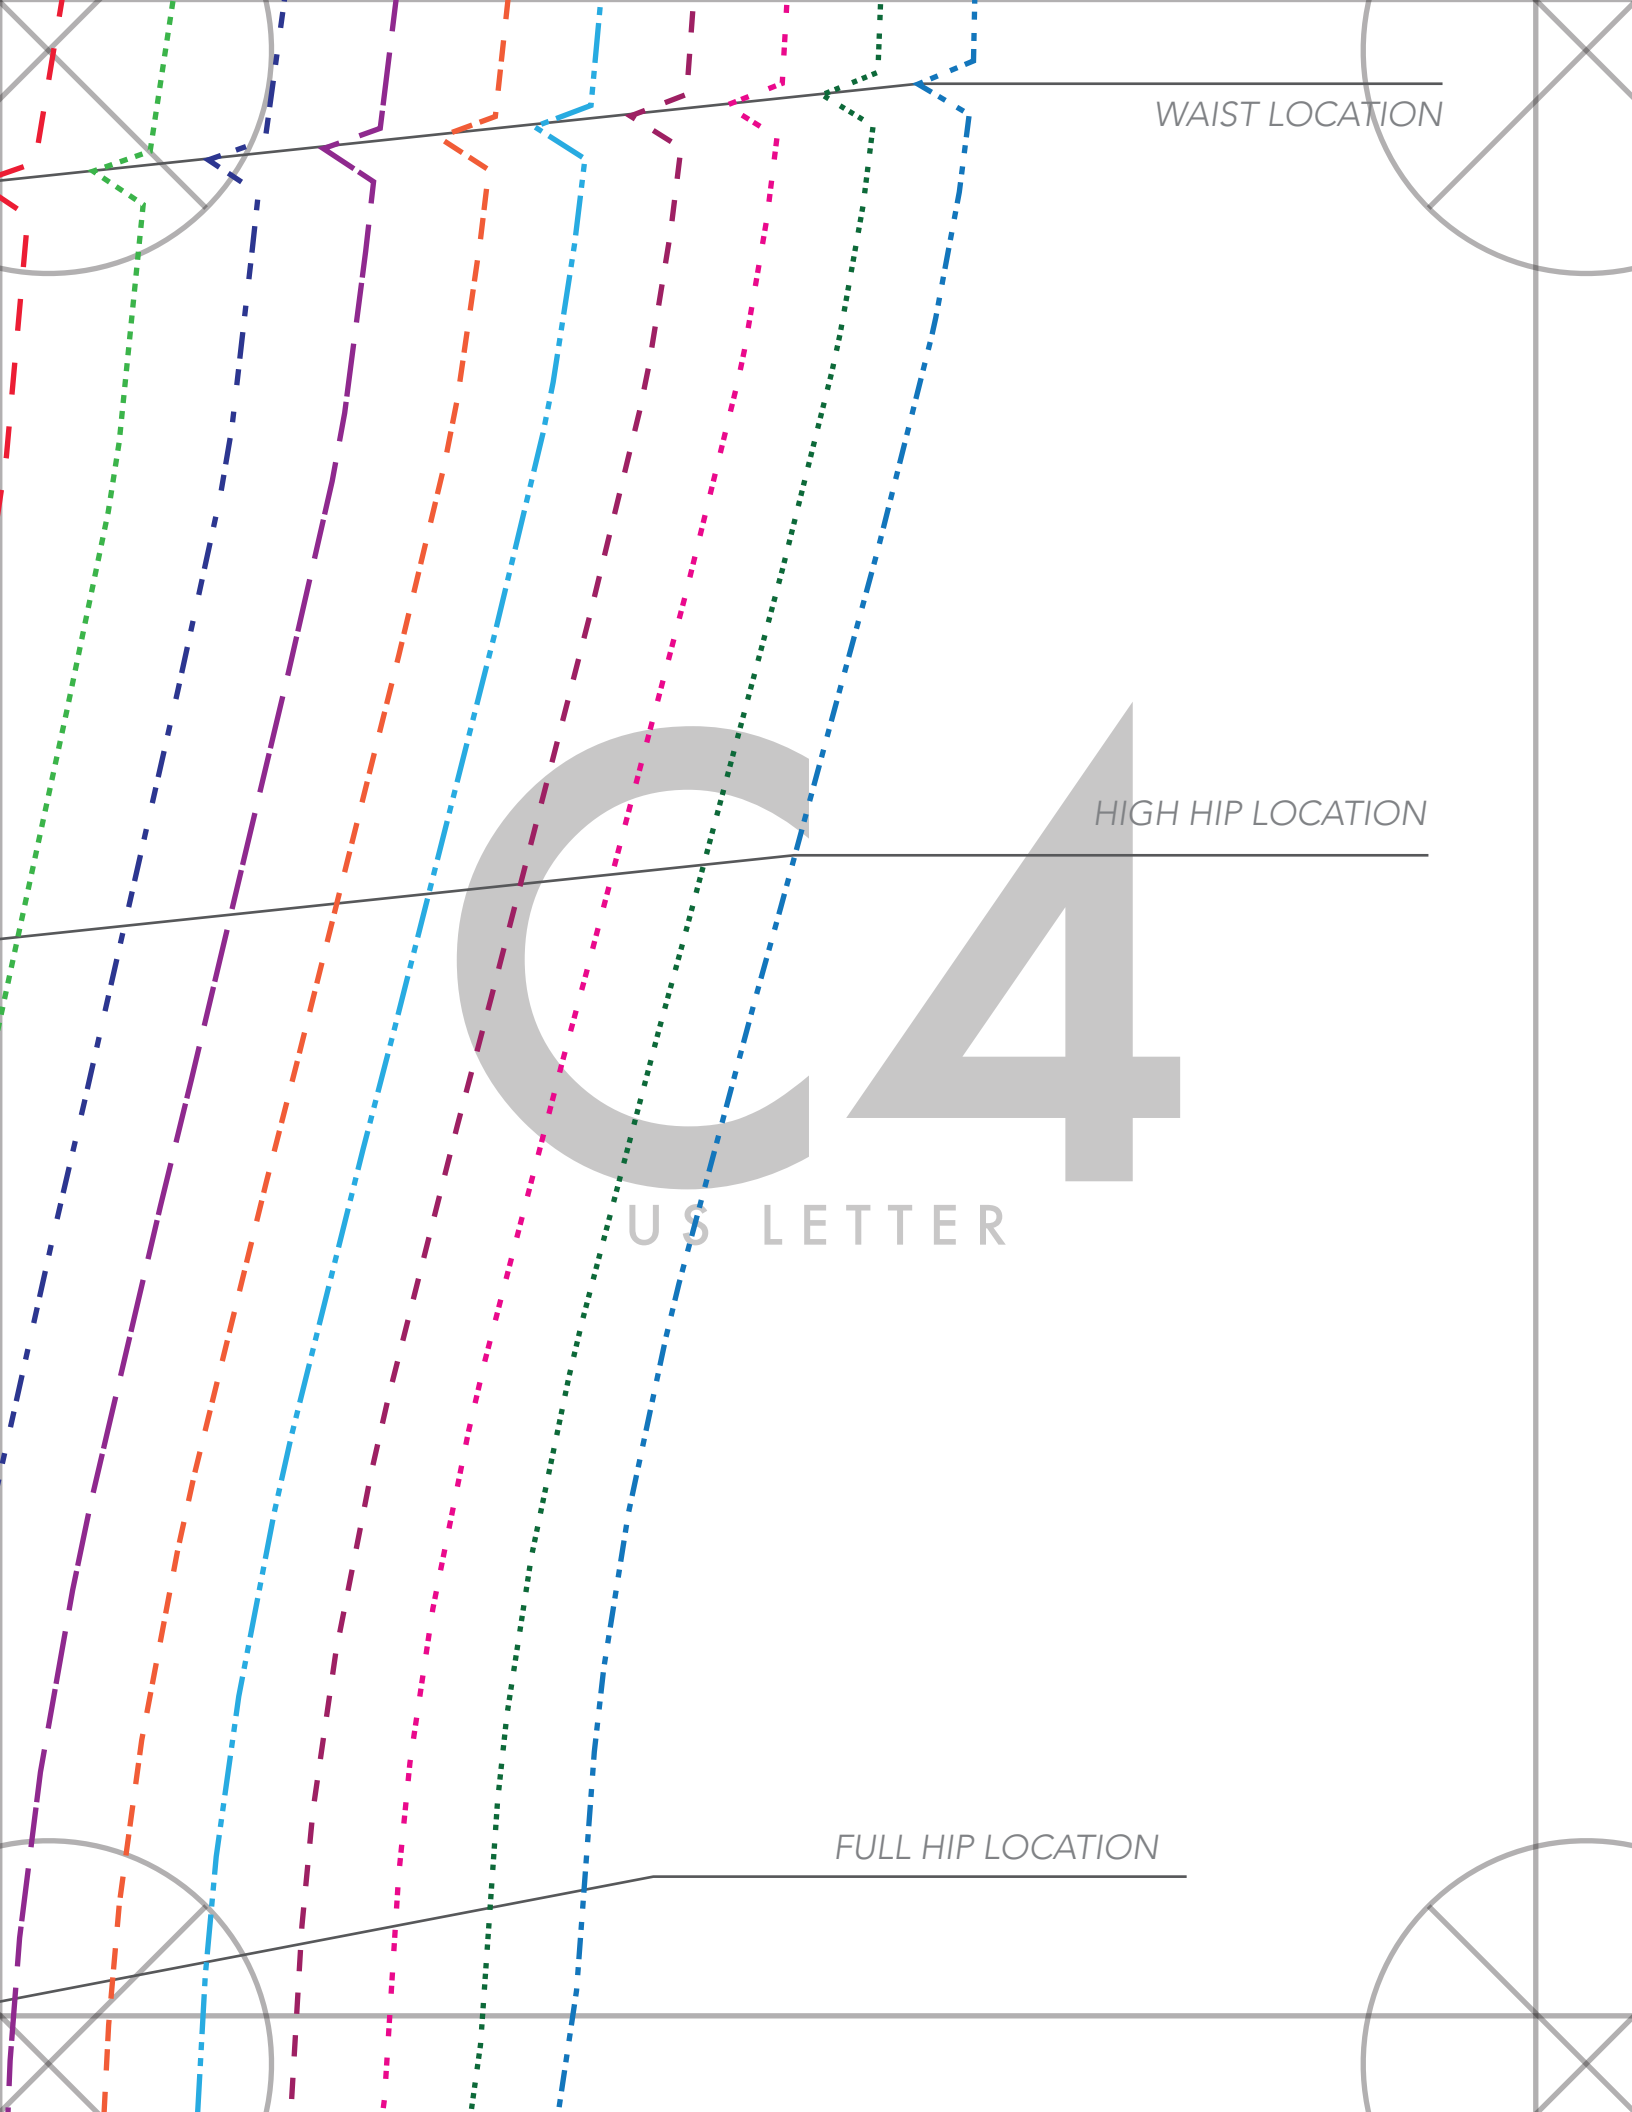 WAIST LOCATION
HIGH HIP LOCATION
C4
US LETTER
FULL HIP LOCATION